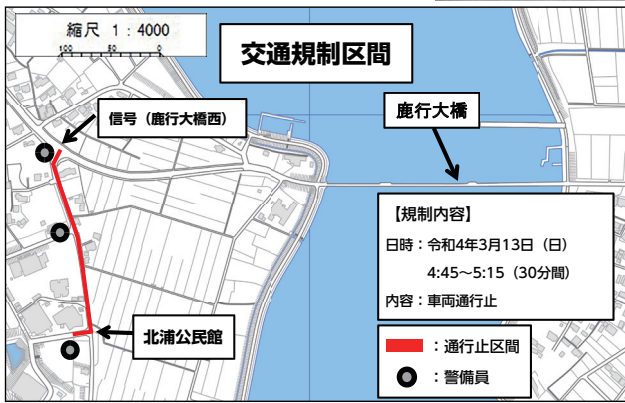 縮尺 1:4000
100 50 0
交通規制区間
信号(鹿行大橋西)
鹿行大橋
【規制内容】
日時:令和4年3月13日(日)
4:45~5:15(30分間)
内容:車両通行止
北浦公民館
:通行止区間
:警備員